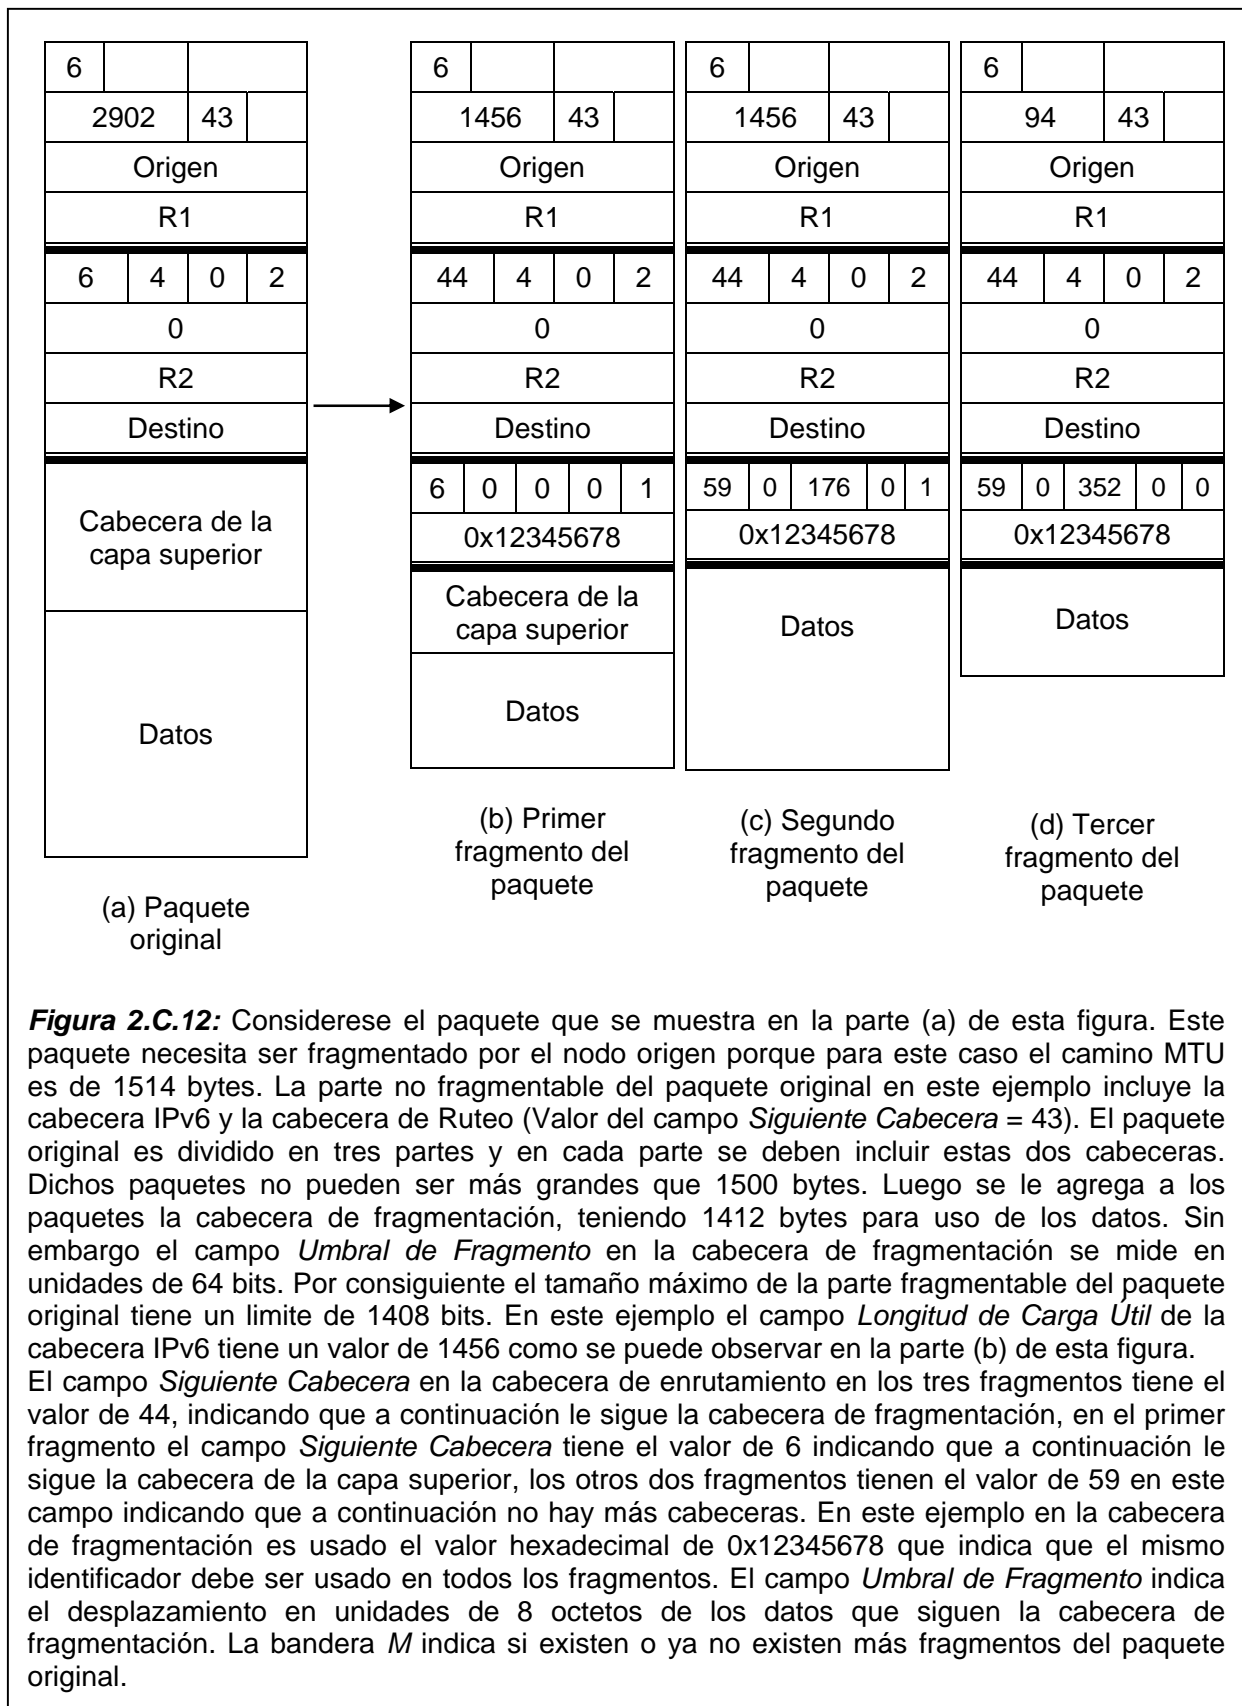 6
2902 43
Origen
R1
6 4 0 2
0
R2
Destino
Cabecera de la
capa superior
Datos
(a) Paquete
original
6
1456 43
Origen
R1
44 4 0 2
0
R2
Destino
6 0 0 0 1
0x12345678
Cabecera de la
capa superior
Datos
(b) Primer
fragmento del
paquete
6
1456 43
Origen
R1
44 4 0 2
0
R2
Destino
59 0 176 0 1
0x12345678
Datos
(c) Segundo
fragmento del
paquete
6
94 43
Origen
R1
44 4 0 2
0
R2
Destino
59 0 352 0 0
0x12345678
Datos
(d) Tercer
fragmento del
paquete
Figura 2.C.12: Considerese el paquete que se muestra en la parte (a) de esta figura. Este
paquete necesita ser fragmentado por el nodo origen porque para este caso el camino MTU
es de 1514 bytes. La parte no fragmentable del paquete original en este ejemplo incluye la
cabecera IPv6 y la cabecera de Ruteo (Valor del campo Siguiente Cabecera = 43). El paquete
original es dividido en tres partes y en cada parte se deben incluir estas dos cabeceras.
Dichos paquetes no pueden ser más grandes que 1500 bytes. Luego se le agrega a los
paquetes la cabecera de fragmentación, teniendo 1412 bytes para uso de los datos. Sin
embargo el campo Umbral de Fragmento en la cabecera de fragmentación se mide en
unidades de 64 bits. Por consiguiente el tamaño máximo de la parte fragmentable del paquete
original tiene un limite de 1408 bits. En este ejemplo el campo Longitud de Carga Útil de la
cabecera IPv6 tiene un valor de 1456 como se puede observar en la parte (b) de esta figura.
El campo Siguiente Cabecera en la cabecera de enrutamiento en los tres fragmentos tiene el
valor de 44, indicando que a continuación le sigue la cabecera de fragmentación, en el primer
fragmento el campo Siguiente Cabecera tiene el valor de 6 indicando que a continuación le
sigue la cabecera de la capa superior, los otros dos fragmentos tienen el valor de 59 en este
campo indicando que a continuación no hay más cabeceras. En este ejemplo en la cabecera
de fragmentación es usado el valor hexadecimal de 0x12345678 que indica que el mismo
identificador debe ser usado en todos los fragmentos. El campo Umbral de Fragmento indica
el desplazamiento en unidades de 8 octetos de los datos que siguen la cabecera de
fragmentación. La bandera M indica si existen o ya no existen más fragmentos del paquete
original.